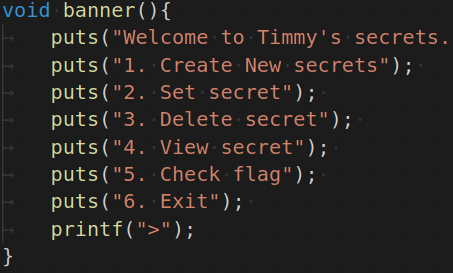 void banner(){
puts("Welcome to Timmy's secrets.
puts("1. Create New secrets");
puts("2. Set secret");
puts("3. Delete secret");
puts("4. View secret");
puts("5. Check flag");
puts("6. Exit");
printf(">");
}